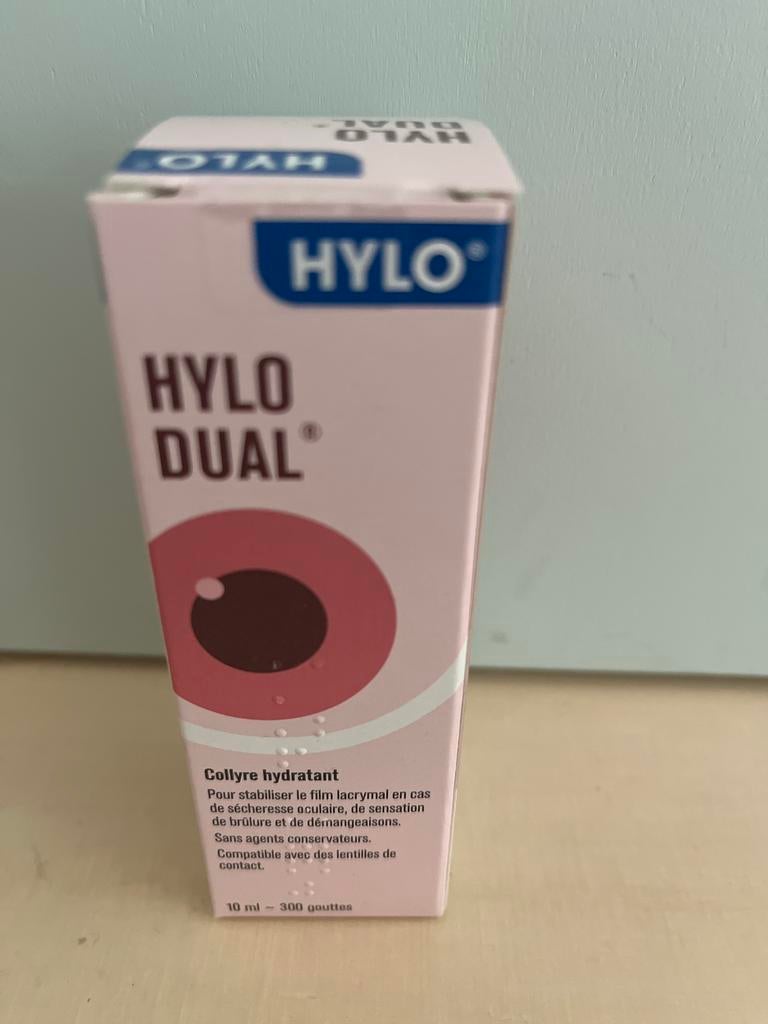 HYLO
DUAL
HYLO®
HYLO®
HYLO
DUAL®
Collyre hydratant
Pour stabiliser le film lacrymal en cas
de sécheresse oculaire, de sensation
de brûlure et de démangeaisons.
Sans agents conservateurs.
Compatible avec des lentilles de
contact.
10 ml ~ 300 gouttes